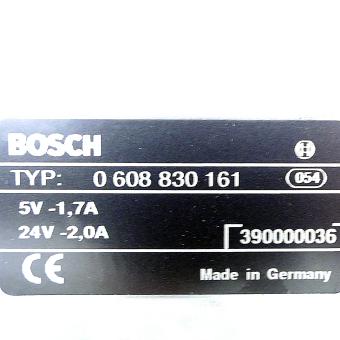 BOSCH
TYP: 0 608 830 161 054
5V -1,7A
24V -2,0A 390000036
CE Made in Germany